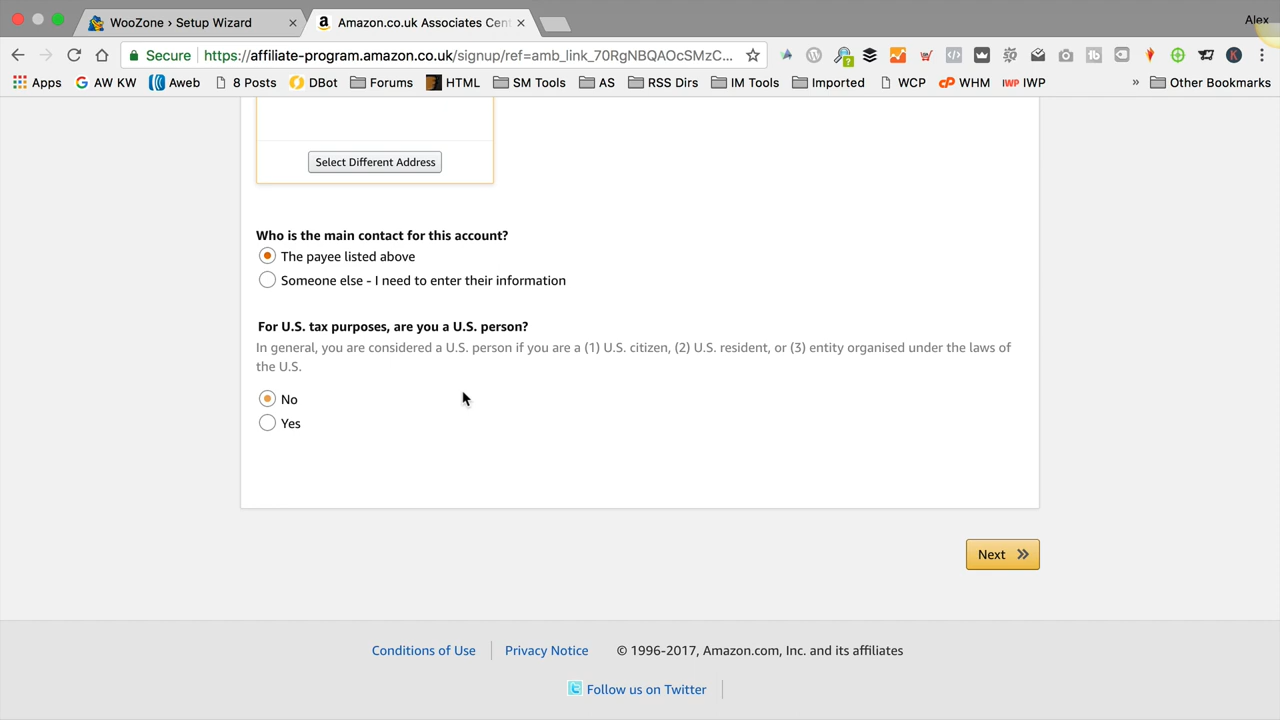 WooZone › Setup Wizard
Amazon.co.uk Associates Cent
Alex
Secure
https://affiliate-program.amazon.co.uk/signup/ref=amb_link_70RgNBQAOcSMzC...
Apps
AW KW
Aweb
8 Posts
DBot
Forums
HTML
SM Tools
AS
RSS Dirs
IM Tools
Imported
WCP
WHM
IWP
»
Other Bookmarks
Select Different Address
Who is the main contact for this account?
The payee listed above
Someone else - I need to enter their information
For U.S. tax purposes, are you a U.S. person?
In general, you are considered a U.S. person if you are a (1) U.S. citizen, (2) U.S. resident, or (3) entity organised under the laws of
the U.S.
No
Yes
Next »
Conditions of Use
Privacy Notice
© 1996-2017, Amazon.com, Inc. and its affiliates
Follow us on Twitter